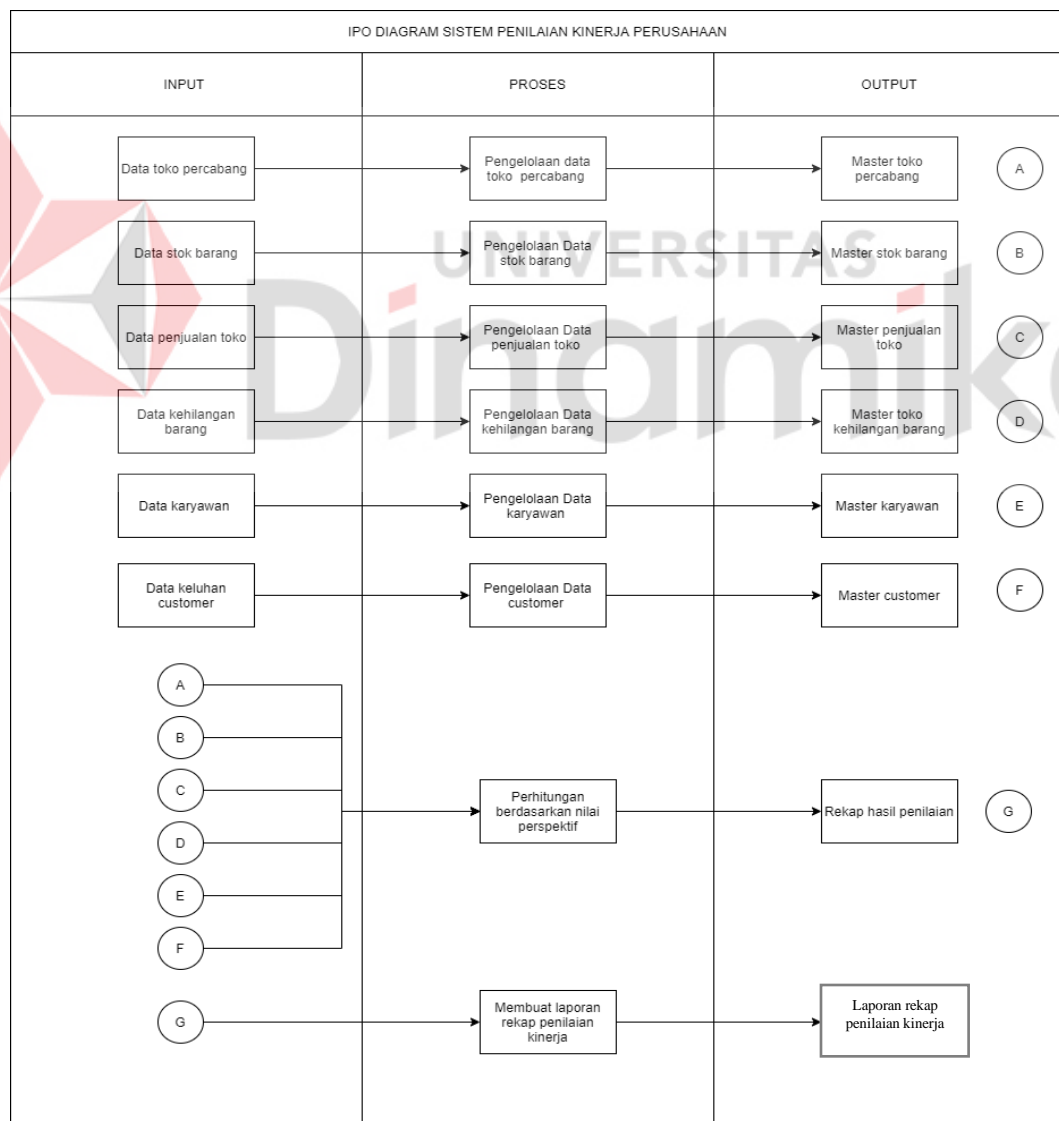 IPO DIAGRAM SISTEM PENILAIAN KINERJA PERUSAHAAN
INPUT
PROSES
OUTPUT
Data toko percabang
Pengelolaan data
toko percabang
Master toko
percabang
A
UNIVERSITAS
Dinamika
Data stok barang
Pengelolaan Data
stok barang
Master stok barang
B
Data penjualan toko
Pengelolaan Data
penjualan toko
Master penjualan
toko
C
Data kehilangan
barang
Pengelolaan Data
kehilangan barang
Master toko
kehilangan barang
D
Data karyawan
Pengelolaan Data
karyawan
Master karyawan
E
Data keluhan
customer
Pengelolaan Data
customer
Master customer
F
A
B
C
D
E
F
Perhitungan
berdasarkan nilai
perspektif
Rekap hasil penilaian
G
G
Membuat laporan
rekap penilaian
kinerja
Laporan rekap
penilaian kinerja